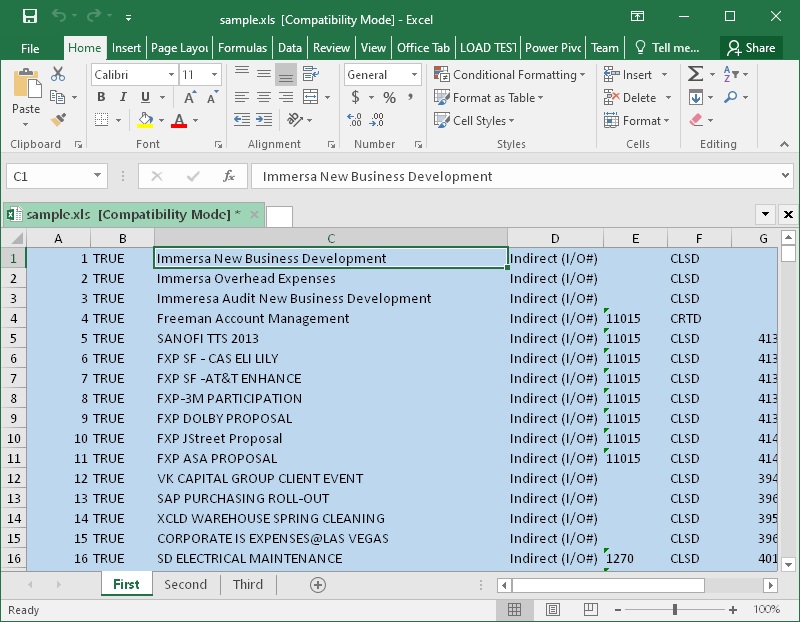 sample.xls [Compatibility Mode] - Excel
File Home Insert Page Layou Formulas Data Review View Office Tab LOAD TEST Power Pivo Team Tell me... Share
Calibri 11 General Conditional Formatting Insert
Paste B I U A A $ % , Format as Table Delete
A Cell Styles Format
Clipboard Font Alignment Number Styles Cells Editing
C1 fx Immersa New Business Development
sample.xls [Compatibility Mode] *
A B C D E F G
1 1 TRUE Immersa New Business Development Indirect (I/O#) CLSD
2 2 TRUE Immersa Overhead Expenses Indirect (I/O#) CLSD
3 3 TRUE Immeresa Audit New Business Development Indirect (I/O#) CLSD
4 4 TRUE Freeman Account Management Indirect (I/O#) 11015 CRTD
5 5 TRUE SANOFI TTS 2013 Indirect (I/O#) 11015 CLSD 413
6 6 TRUE FXP SF - CAS ELI LILY Indirect (I/O#) 11015 CLSD 413
7 7 TRUE FXP SF -AT&T ENHANCE Indirect (I/O#) 11015 CLSD 413
8 8 TRUE FXP-3M PARTICIPATION Indirect (I/O#) 11015 CLSD 413
9 9 TRUE FXP DOLBY PROPOSAL Indirect (I/O#) 11015 CLSD 413
10 10 TRUE FXP JStreet Proposal Indirect (I/O#) 11015 CLSD 414
11 11 TRUE FXP ASA PROPOSAL Indirect (I/O#) 11015 CLSD 414
12 12 TRUE VK CAPITAL GROUP CLIENT EVENT Indirect (I/O#) CLSD 394
13 13 TRUE SAP PURCHASING ROLL-OUT Indirect (I/O#) CLSD 396
14 14 TRUE XCLD WAREHOUSE SPRING CLEANING Indirect (I/O#) CLSD 395
15 15 TRUE CORPORATE IS EXPENSES@LAS VEGAS Indirect (I/O#) CLSD 396
16 16 TRUE SD ELECTRICAL MAINTENANCE Indirect (I/O#) 1270 CLSD 401
First Second Third
Ready 100%